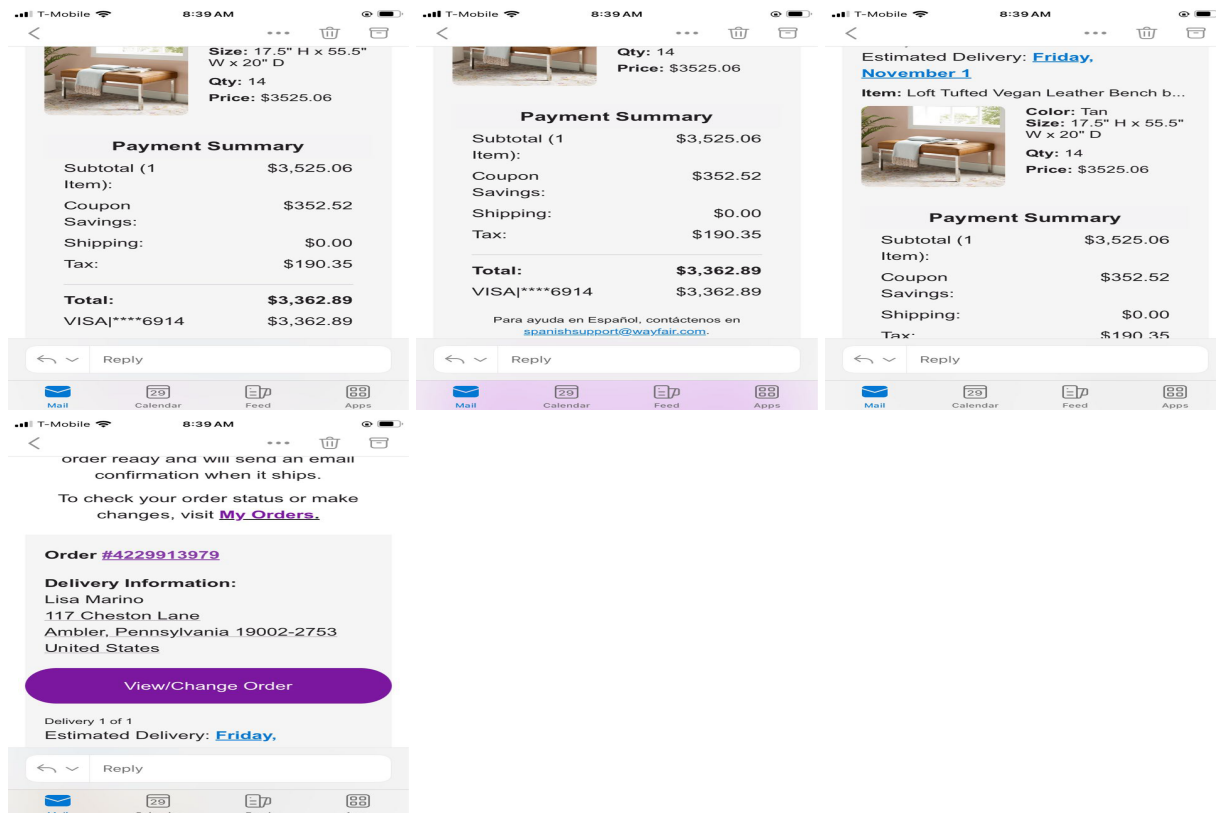 T-Mobile 8:39 AM
Size: 17.5" H x 55.5"
W x 20" D
Qty: 14
Price: $3525.06
Payment Summary
Subtotal (1 $3,525.06
Item):
Coupon $352.52
Savings:
Shipping: $0.00
Tax: $190.35
Total: $3,362.89
VISA|****6914 $3,362.89
Reply
29
Mail Calendar Feed Apps
T-Mobile 8:39 AM
Qty: 14
Price: $3525.06
Payment Summary
Subtotal (1 $3,525.06
Item):
Coupon $352.52
Savings:
Shipping: $0.00
Tax: $190.35
Total: $3,362.89
VISA|****6914 $3,362.89
Para ayuda en Español, contáctenos en
spanishsupport@wayfair.com.
Reply
29
Mail Calendar Feed Apps
T-Mobile 8:39 AM
Estimated Delivery: Friday,
November 1
Item: Loft Tufted Vegan Leather Bench b...
Color: Tan
Size: 17.5" H x 55.5"
W x 20" D
Qty: 14
Price: $3525.06
Payment Summary
Subtotal (1 $3,525.06
Item):
Coupon $352.52
Savings:
Shipping: $0.00
Tax: $190.35
Reply
29
Mail Calendar Feed Apps
T-Mobile 8:39 AM
order ready and will send an email
confirmation when it ships.
To check your order status or make
changes, visit My Orders.
Order #4229913979
Delivery Information:
Lisa Marino
117 Cheston Lane
Ambler, Pennsylvania 19002-2753
United States
View/Change Order
Delivery 1 of 1
Estimated Delivery: Friday,
Reply
29